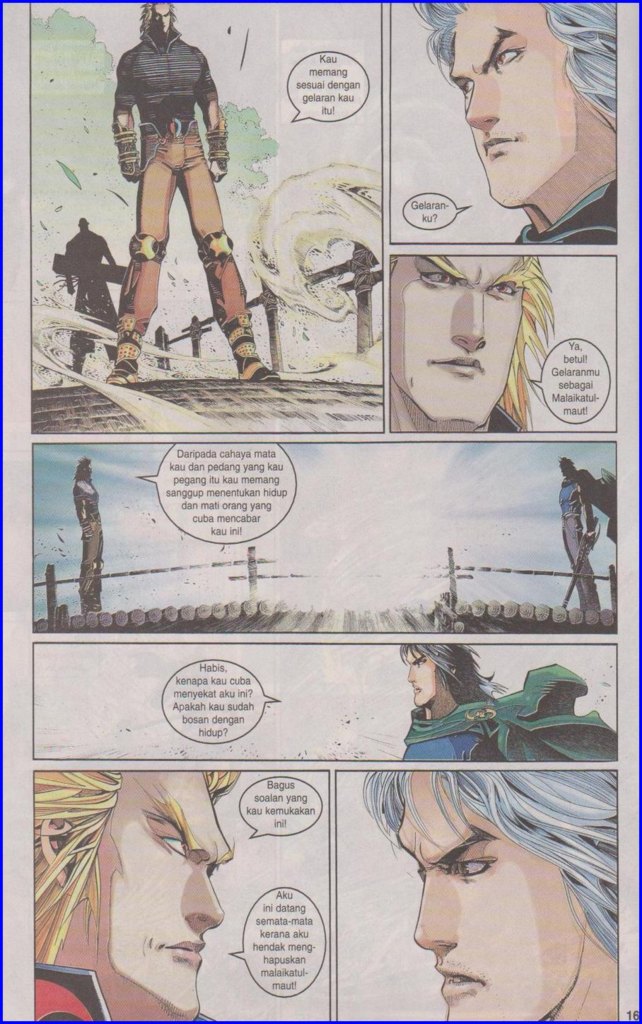 Kau
memang
sesuai dengan
gelaran kau
itu!
Gelaran-
ku?
Ya,
betul!
Gelaranmu
sebagai
Malaikatul-
maut!
Daripada cahaya mata
kau dan pedang yang kau
pegang itu kau memang
sanggup menentukan hidup
dan mati orang yang
cuba mencabar
kau ini!
Habis,
kenapa kau cuba
menyekat aku ini?
Apakah kau sudah
bosan dengan
hidup?
Bagus
soalan yang
kau kemukakan
ini!
Aku
ini datang
semata-mata
kerana aku
hendak meng-
hapuskan
malaikatul-
maut!
16